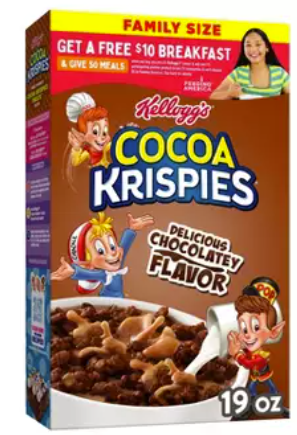 FAMILY SIZE
GET A FREE $10 BREAKFAST
& GIVE 50 MEALS
FEEDING
AMERICA
Kellogg's
COCOA
KRISPIES
DELICIOUS
CHOCOLATEY
FLAVOR
POP
19 OZ